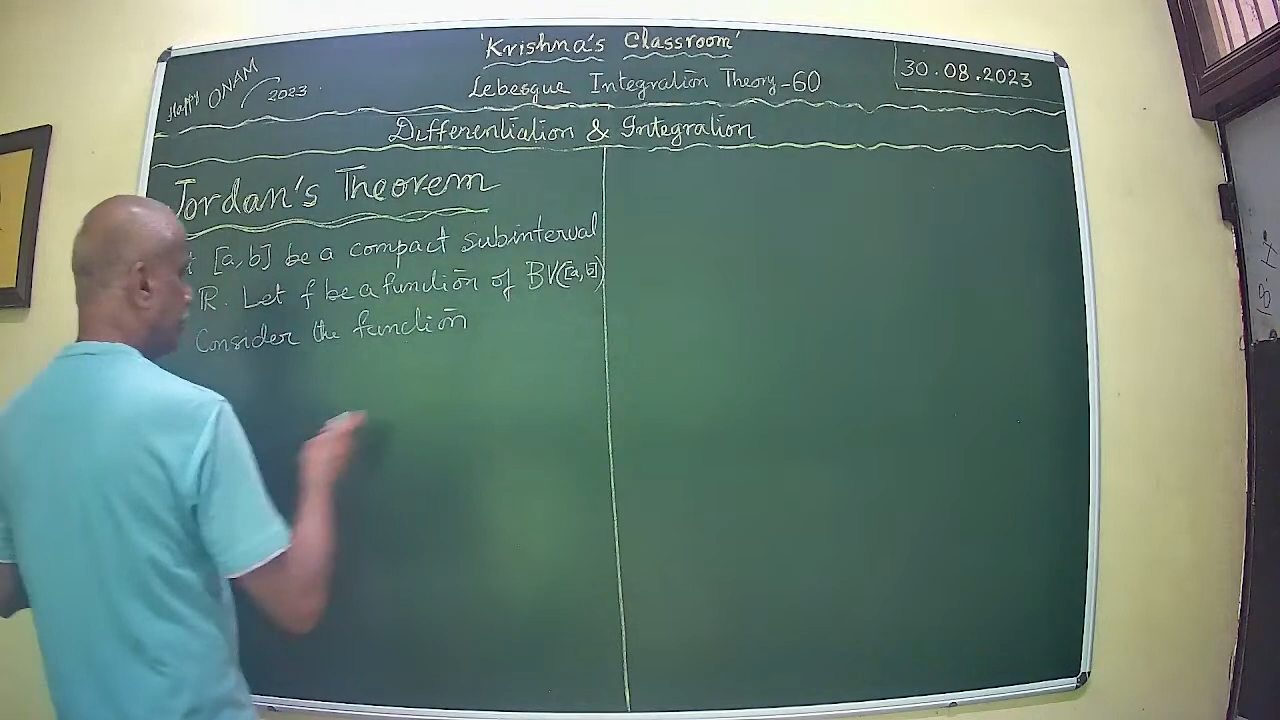 'Krishna's Classroom'
Happy ONAM 2023
Lebesgue Integration Theory-60
30.08.2023
Differentiation & Integration
Jordan's Theorem
[a,b] be a compact subinterval
R. Let f be a function of BV([a,b])
Consider the function